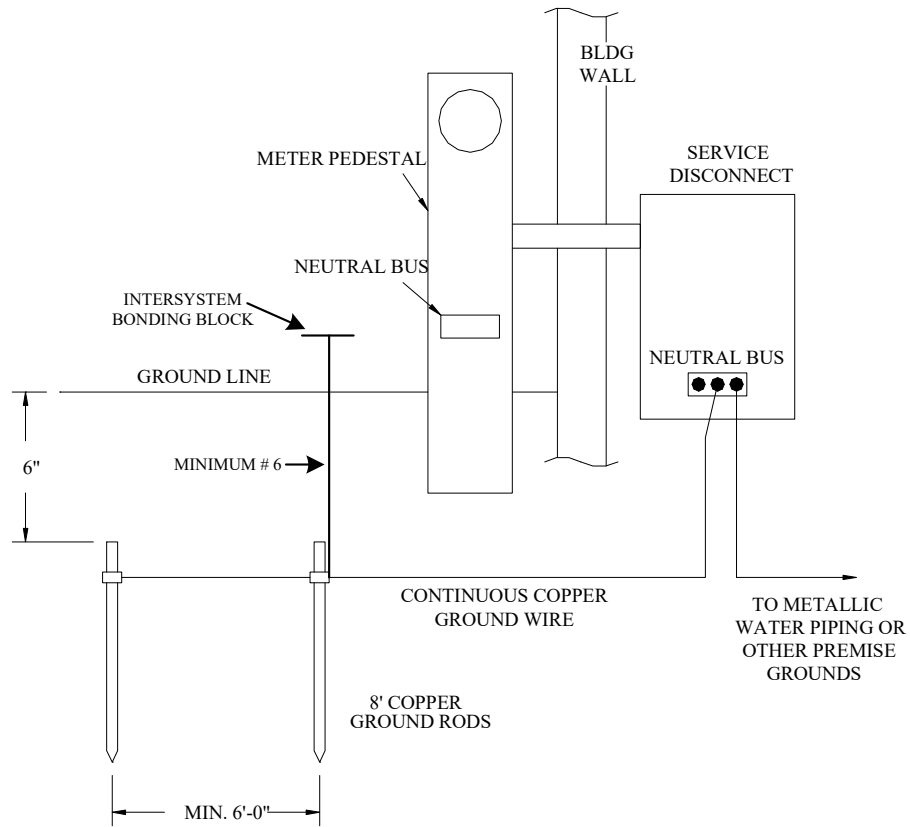 BLDG
WALL
METER PEDESTAL
SERVICE
DISCONNECT
NEUTRAL BUS
INTERSYSTEM
BONDING BLOCK
NEUTRAL BUS
GROUND LINE
6"
MINIMUM # 6
CONTINUOUS COPPER
GROUND WIRE
TO METALLIC
WATER PIPING OR
OTHER PREMISE
GROUNDS
8' COPPER
GROUND RODS
MIN. 6'-0"